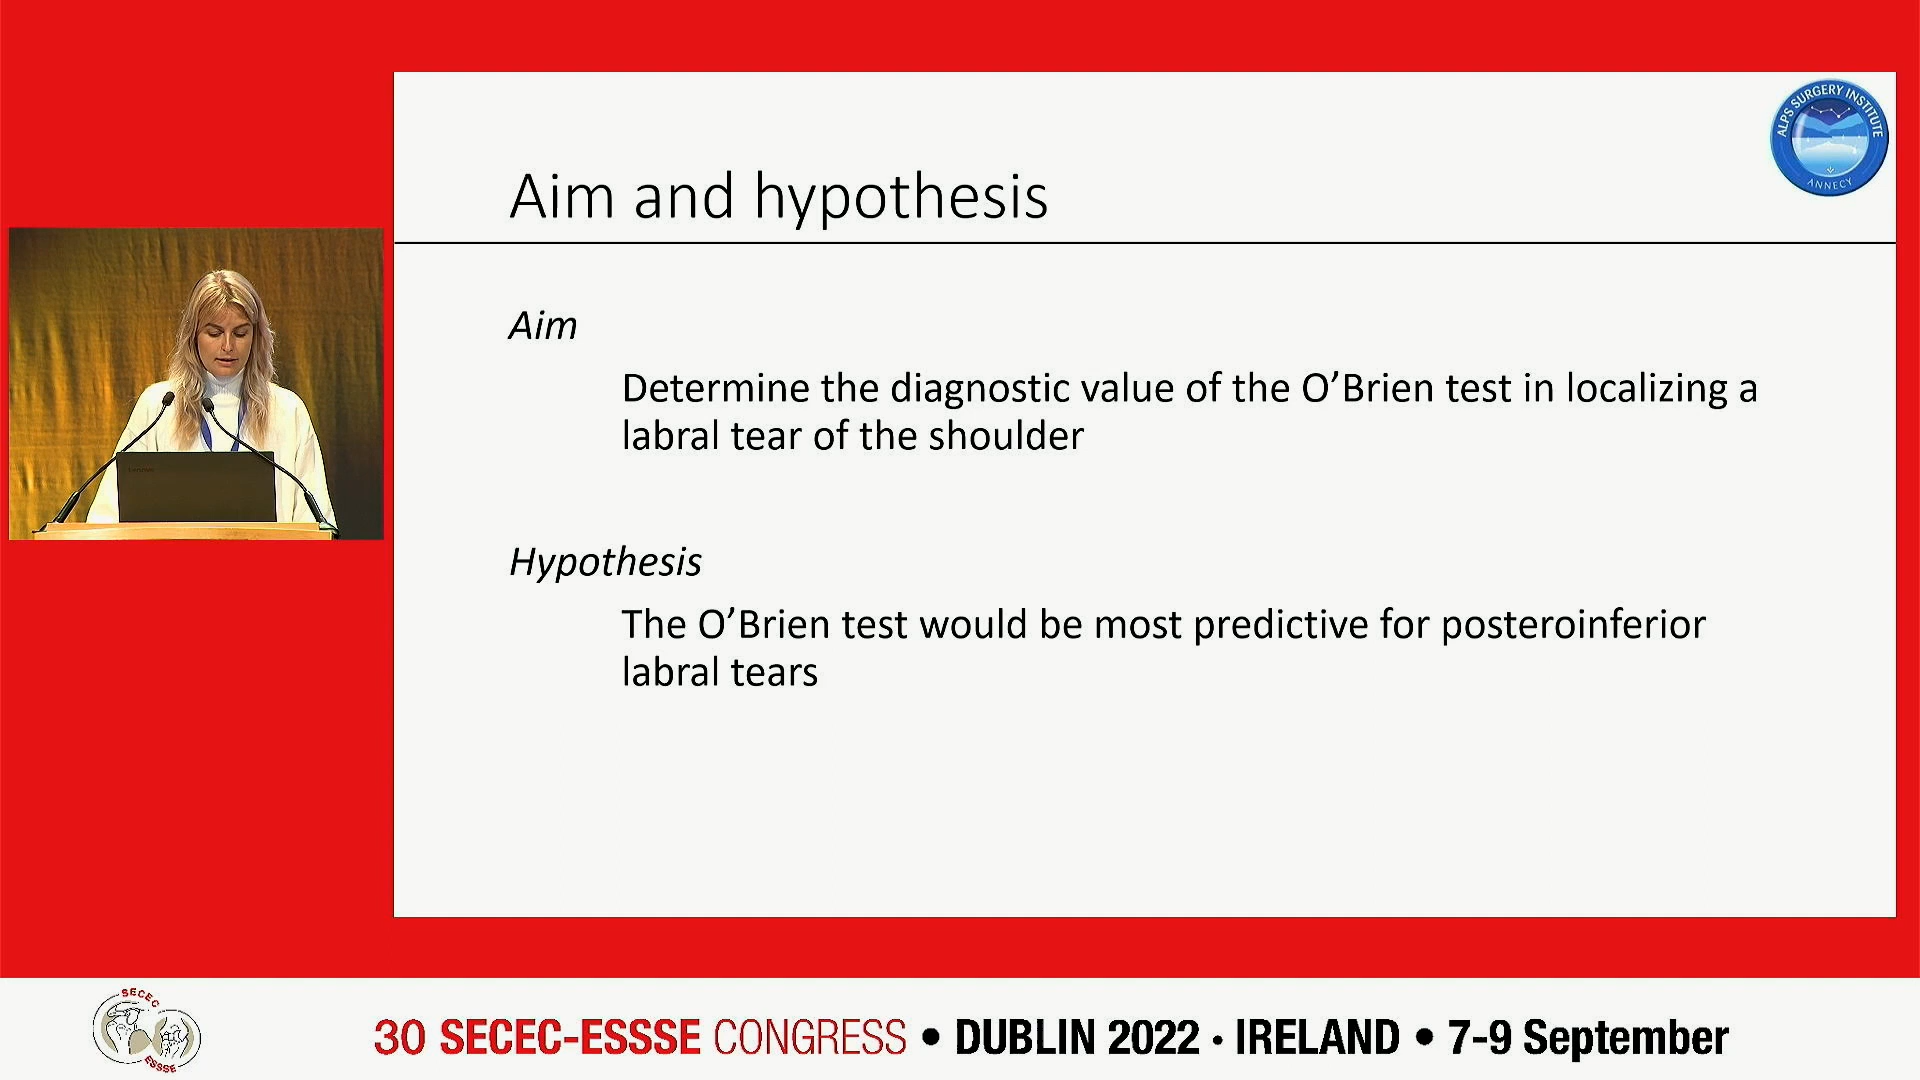 ALPS SURGERY INSTITUTE
ANNECY
Aim and hypothesis
Aim
Determine the diagnostic value of the O’Brien test in localizing a
labral tear of the shoulder
Hypothesis
The O’Brien test would be most predictive for posteroinferior
labral tears
Lenovo
SECEC
ESSSE
30 SECEC-ESSSE CONGRESS • DUBLIN 2022 • IRELAND • 7-9 September